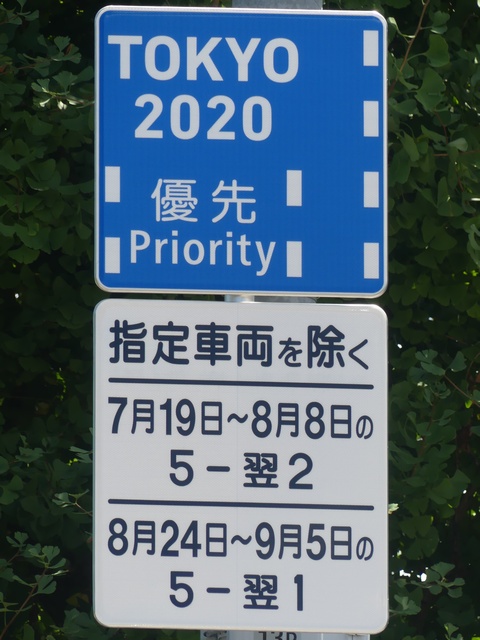 TOKYO
2020
優先
Priority
指定車両を除く
7月19日~8月8日の
5-翌2
8月24日~9月5日の
5-翌1